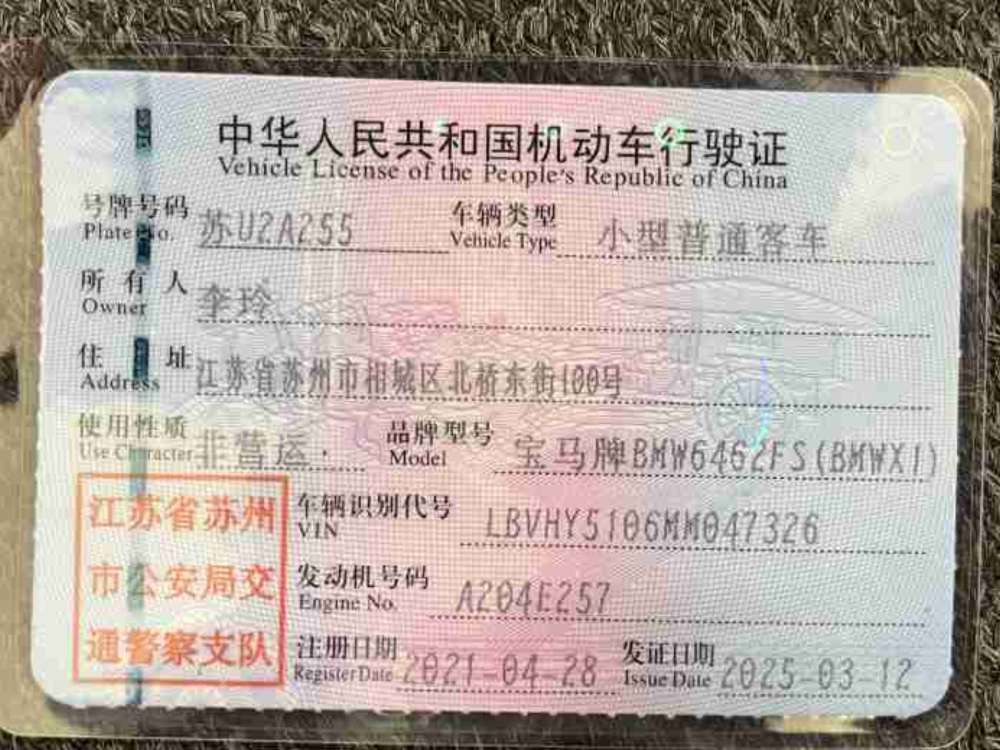 中华人民共和国机动车行驶证
Vehicle License of the People's Republic of China
号牌号码 苏U2A255 车辆类型 小型普通客车
Plate No. Vehicle Type
所有人 李玲
Owner
住址 江苏省苏州市相城区北桥东街100号
Address
使用性质 非营运 品牌型号 宝马牌BMW6462FS(BMWX1)
Use Character Model
江苏省苏州 车辆识别代号 LBVHY5106MM047326
VIN
市公安局交 发动机号码 A204E257
Engine No.
通警察支队 注册日期 2021-04-28 发证日期 2025-03-12
Register Date Issue Date